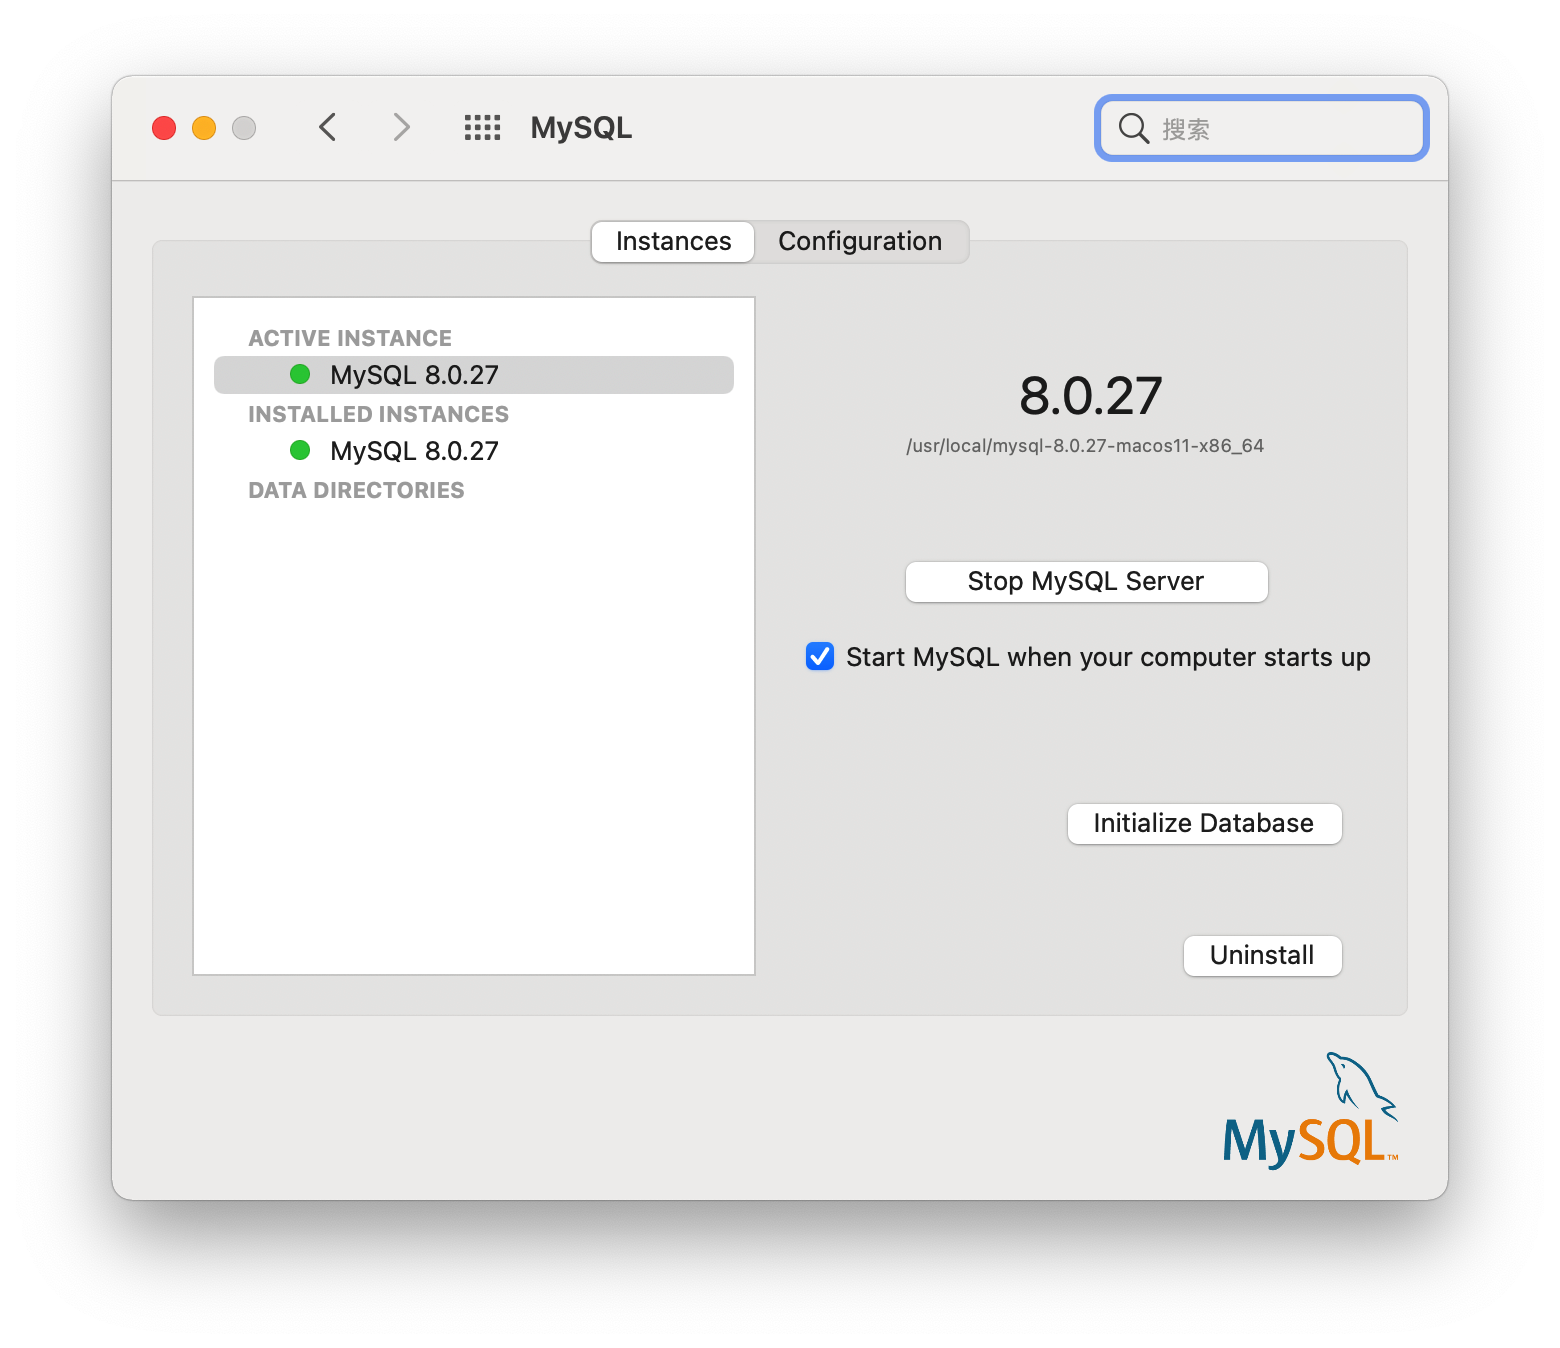 MySQL
搜索
Instances
Configuration
ACTIVE INSTANCE
MySQL 8.0.27
INSTALLED INSTANCES
MySQL 8.0.27
DATA DIRECTORIES
8.0.27
/usr/local/mysql-8.0.27-macos11-x86_64
Stop MySQL Server
Start MySQL when your computer starts up
Initialize Database
Uninstall
MySQL™